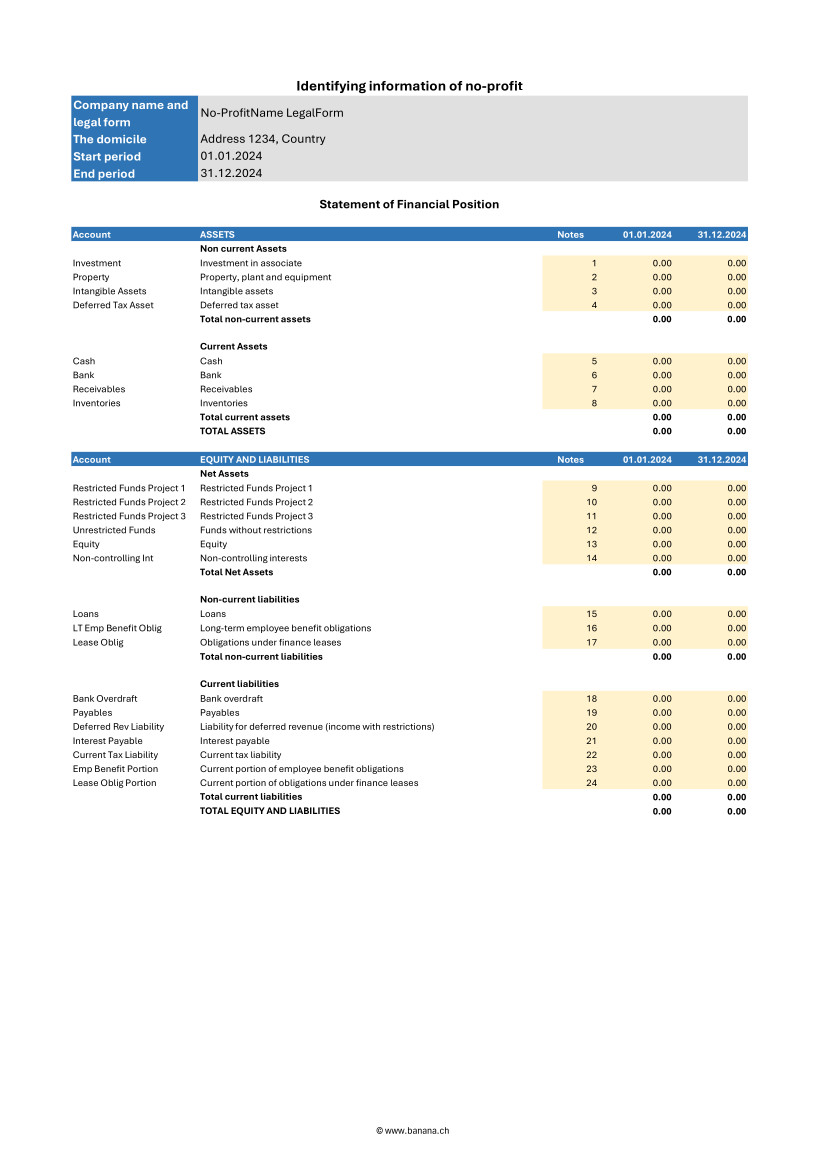 Identifying information of no-profit
Company name and legal form No-ProfitName LegalForm
The domicile Address 1234, Country
Start period 01.01.2024
End period 31.12.2024
Statement of Financial Position
Account ASSETS Notes 01.01.2024 31.12.2024
Non current Assets
Investment Investment in associate 1 0.00 0.00
Property Property, plant and equipment 2 0.00 0.00
Intangible Assets Intangible assets 3 0.00 0.00
Deferred Tax Asset Deferred tax asset 4 0.00 0.00
Total non-current assets 0.00 0.00
Current Assets
Cash Cash 5 0.00 0.00
Bank Bank 6 0.00 0.00
Receivables Receivables 7 0.00 0.00
Inventories Inventories 8 0.00 0.00
Total current assets 0.00 0.00
TOTAL ASSETS 0.00 0.00
Account EQUITY AND LIABILITIES Notes 01.01.2024 31.12.2024
Net Assets
Restricted Funds Project 1 Restricted Funds Project 1 9 0.00 0.00
Restricted Funds Project 2 Restricted Funds Project 2 10 0.00 0.00
Restricted Funds Project 3 Restricted Funds Project 3 11 0.00 0.00
Unrestricted Funds Funds without restrictions 12 0.00 0.00
Equity Equity 13 0.00 0.00
Non-controlling Int Non-controlling interests 14 0.00 0.00
Total Net Assets 0.00 0.00
Non-current liabilities
Loans Loans 15 0.00 0.00
LT Emp Benefit Oblig Long-term employee benefit obligations 16 0.00 0.00
Lease Oblig Obligations under finance leases 17 0.00 0.00
Total non-current liabilities 0.00 0.00
Current liabilities
Bank Overdraft Bank overdraft 18 0.00 0.00
Payables Payables 19 0.00 0.00
Deferred Rev Liability Liability for deferred revenue (income with restrictions) 20 0.00 0.00
Interest Payable Interest payable 21 0.00 0.00
Current Tax Liability Current tax liability 22 0.00 0.00
Emp Benefit Portion Current portion of employee benefit obligations 23 0.00 0.00
Lease Oblig Portion Current portion of obligations under finance leases 24 0.00 0.00
Total current liabilities 0.00 0.00
TOTAL EQUITY AND LIABILITIES 0.00 0.00
© www.banana.ch